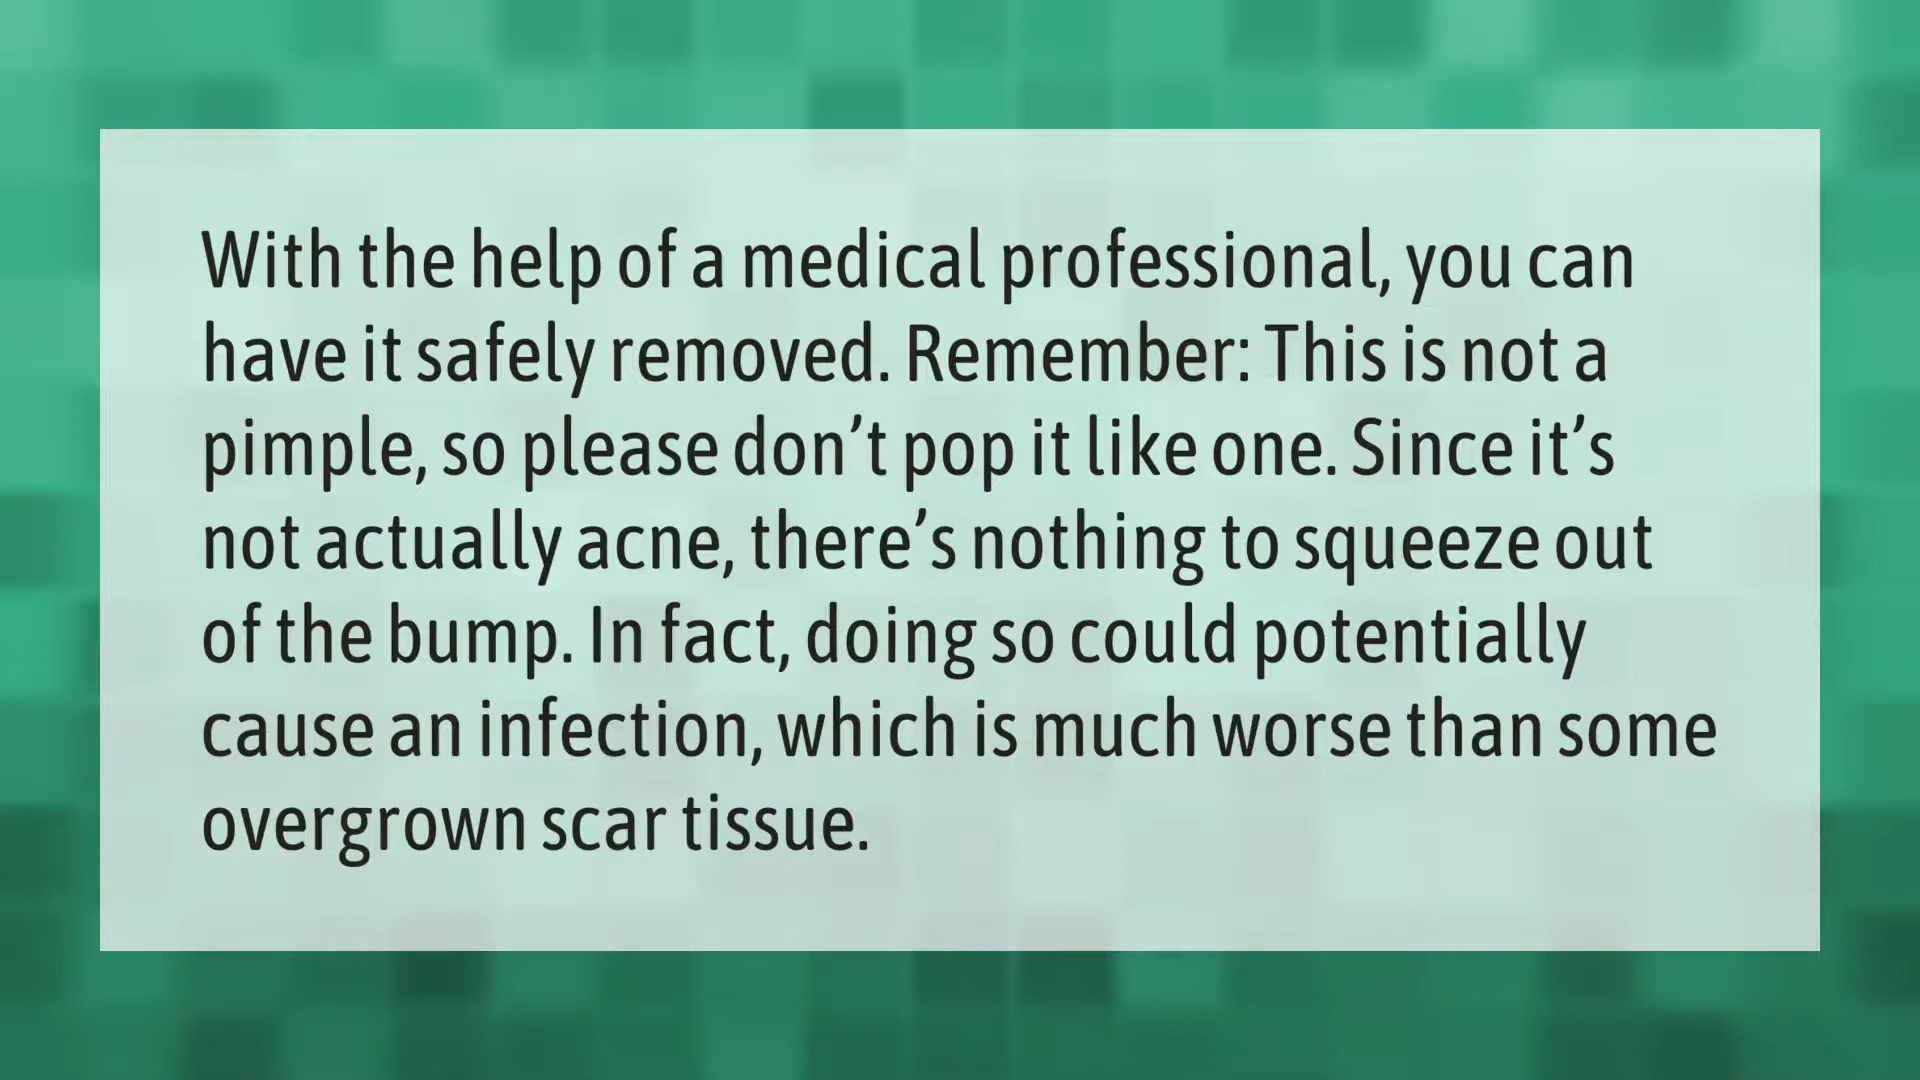 With the help of a medical professional, you can
have it safely removed. Remember: This is not a
pimple, so please don’t pop it like one. Since it’s
not actually acne, there’s nothing to squeeze out
of the bump. In fact, doing so could potentially
cause an infection, which is much worse than some
overgrown scar tissue.